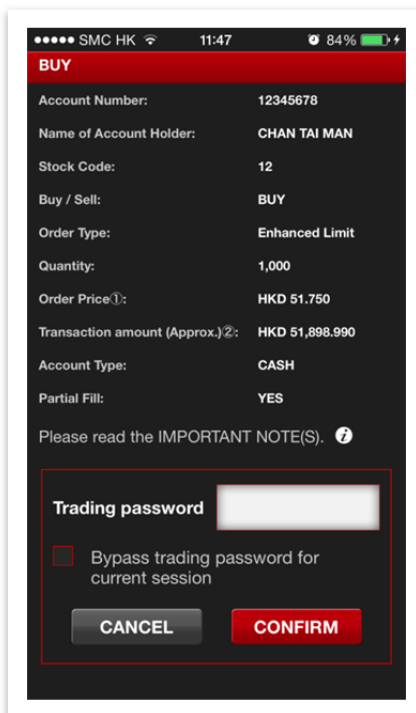 SMC HK 11:47 84%
BUY
Account Number: 12345678
Name of Account Holder: CHAN TAI MAN
Stock Code: 12
Buy / Sell: BUY
Order Type: Enhanced Limit
Quantity: 1,000
Order Price①: HKD 51.750
Transaction amount (Approx.)②: HKD 51,898.990
Account Type: CASH
Partial Fill: YES
Please read the IMPORTANT NOTE(S). i
Trading password
Bypass trading password for
current session
CANCEL CONFIRM